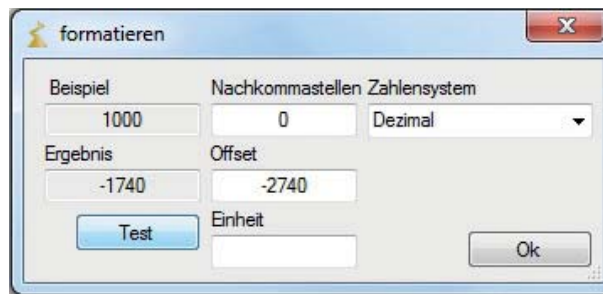 formatieren
Beispiel Nachkommastellen Zahlensystem
1000 0 Dezimal
Ergebnis Offset
-1740 -2740
Test Einheit
Ok